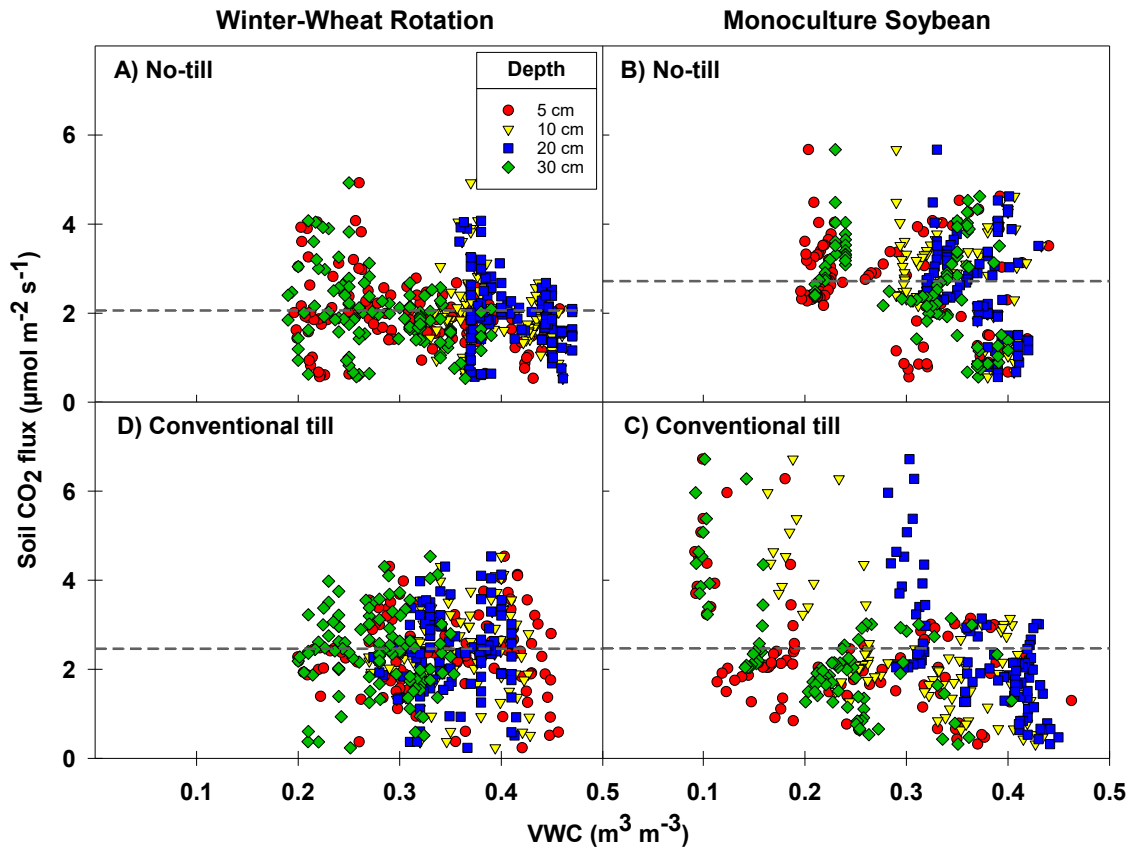 Winter-Wheat Rotation
Monoculture Soybean
A) No-till
Depth
5 cm
10 cm
20 cm
30 cm
B) No-till
6
4
2
0
D) Conventional till
C) Conventional till
6
4
2
0
Soil CO2 flux (μmol m-2 s-1)
0.1 0.2 0.3 0.4 0.5 0.1 0.2 0.3 0.4 0.5
VWC (m3 m-3)